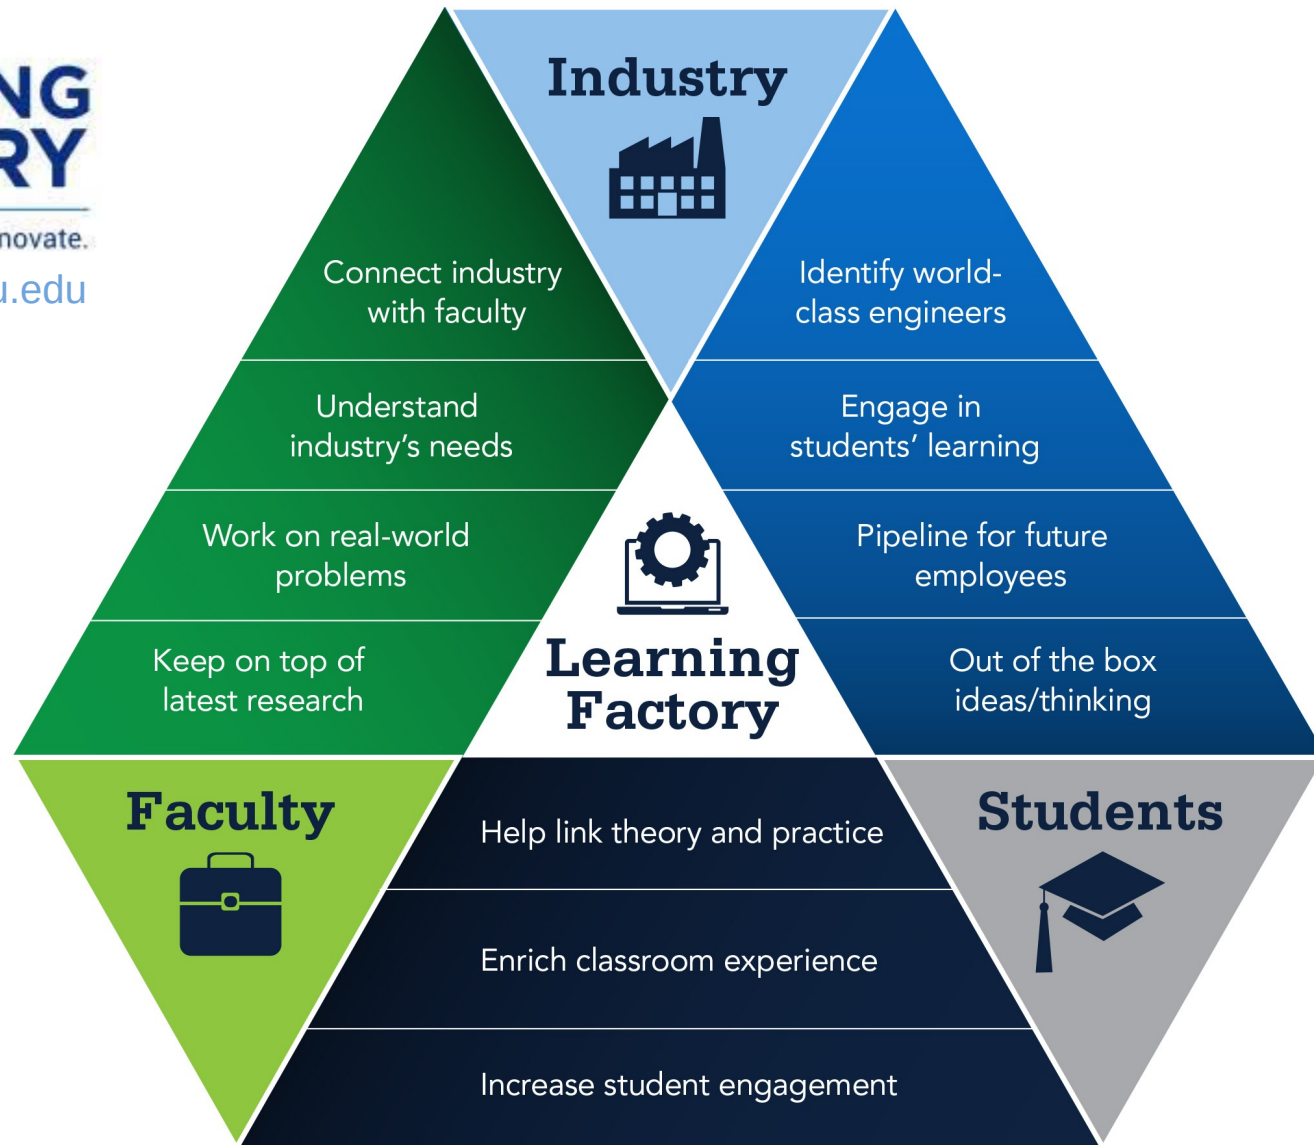 NG
RY
novate.
u.edu
Industry
Connect industry
with faculty
Understand
industry's needs
Work on real-world
problems
Keep on top of
latest research
Identify world-
class engineers
Engage in
students' learning
Pipeline for future
employees
Out of the box
ideas/thinking
Learning
Factory
Faculty
Help link theory and practice
Enrich classroom experience
Increase student engagement
Students